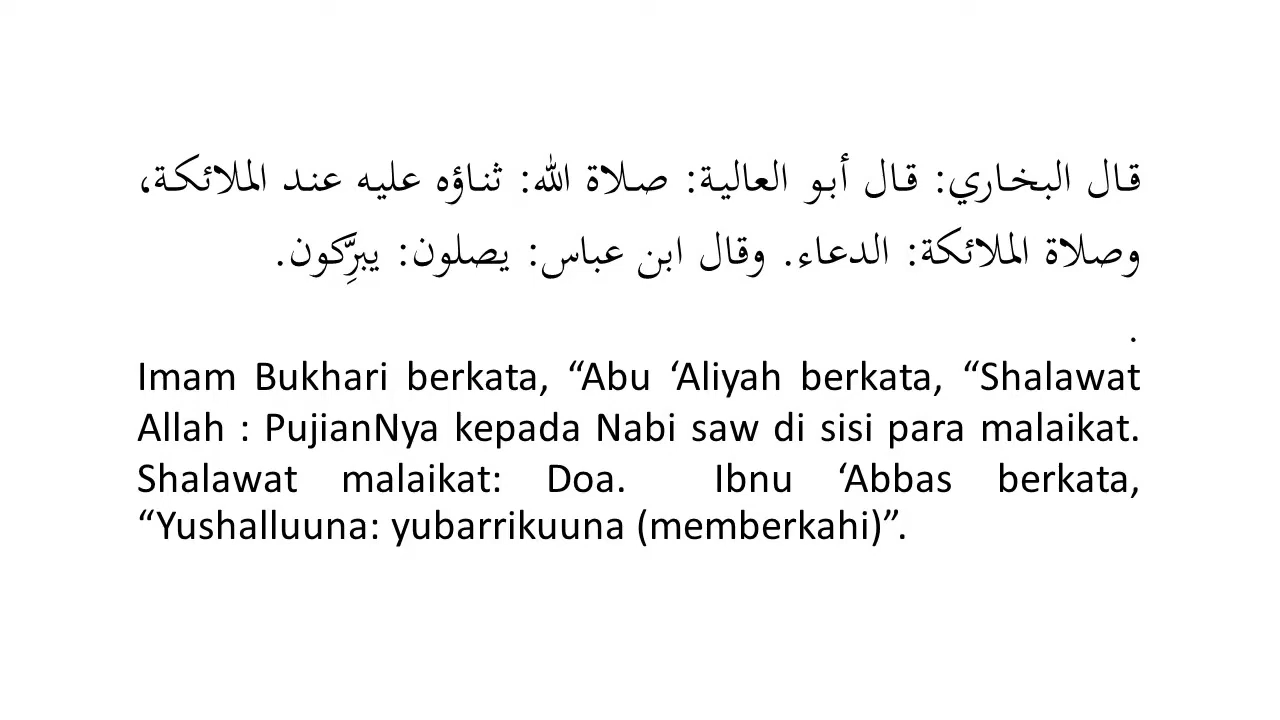 قال البخاري: قال أبو العالية: صلاة الله: ثناؤه عليه عند الملائكة،
وصلاة الملائكة: الدعاء. وقال ابن عباس: يصلون: يبرِّكون.
.
Imam Bukhari berkata, “Abu ‘Aliyah berkata, “Shalawat
Allah : PujianNya kepada Nabi saw di sisi para malaikat.
Shalawat malaikat: Doa. Ibnu ‘Abbas berkata,
“Yushalluuna: yubarrikuuna (memberkahi)”.